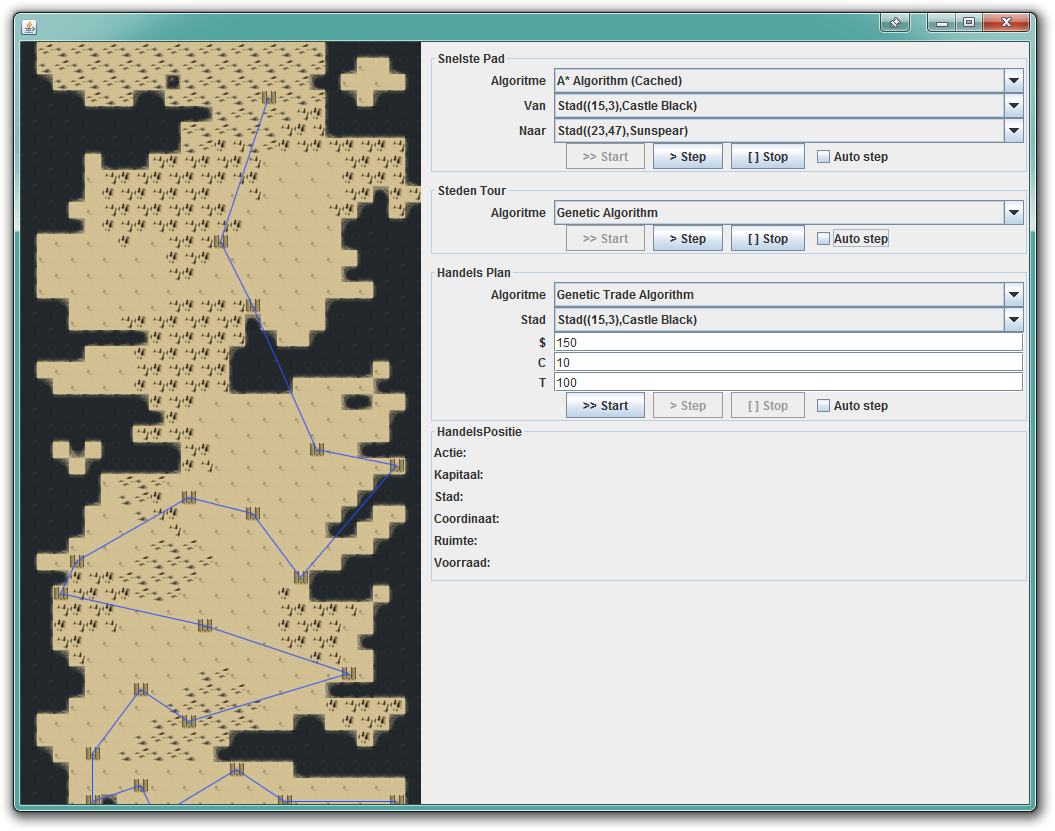 Snelste Pad
Algoritme A* Algorithm (Cached)
Van Stad((15,3),Castle Black)
Naar Stad((23,47),Sunspear)
>> Start > Step [ ] Stop Auto step
Steden Tour
Algoritme Genetic Algorithm
>> Start > Step [ ] Stop Auto step
Handels Plan
Algoritme Genetic Trade Algorithm
Stad Stad((15,3),Castle Black)
$ 150
C 10
T 100
>> Start > Step [ ] Stop Auto step
HandelsPositie
Actie:
Kapitaal:
Stad:
Coordinaat:
Ruimte:
Voorraad: